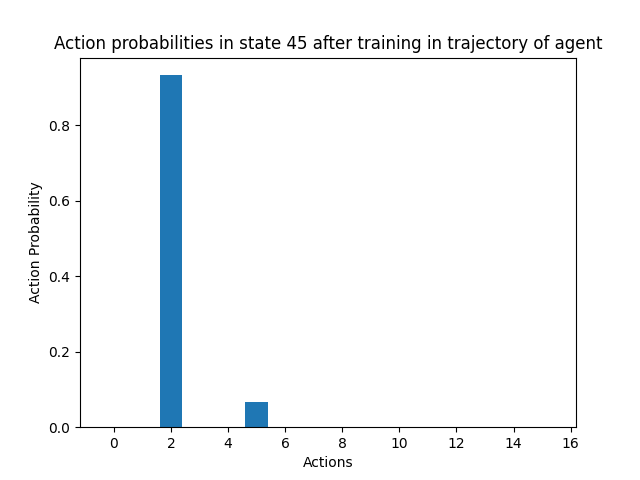 Action probabilities in state 45 after training in trajectory of agent
Action Probability
0.8
0.6
0.4
0.2
0.0
0 2 4 6 8 10 12 14 16
Actions